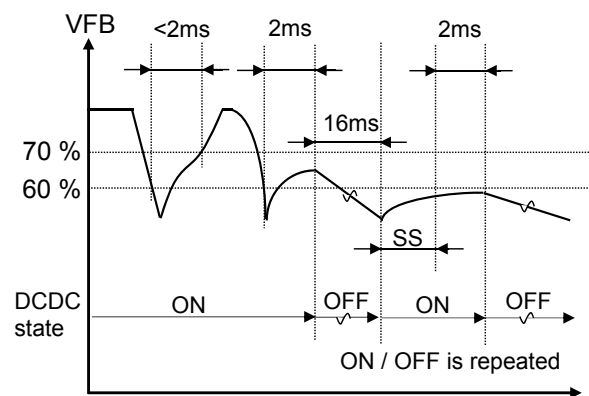 VFB
<2ms
2ms
2ms
16ms
70 %
60 %
SS
DCDC
state
ON
OFF
ON
OFF
ON / OFF is repeated